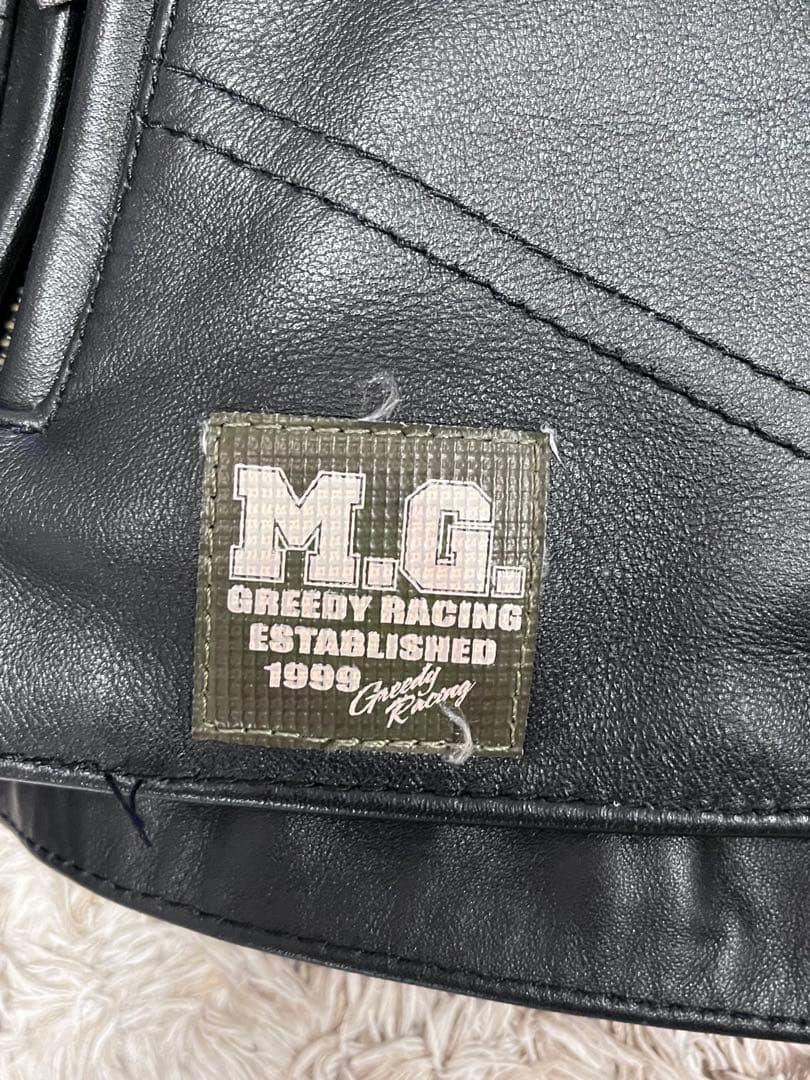 M.G.
GREEDY RACING
ESTABLISHED
1999
Greedy
Racing